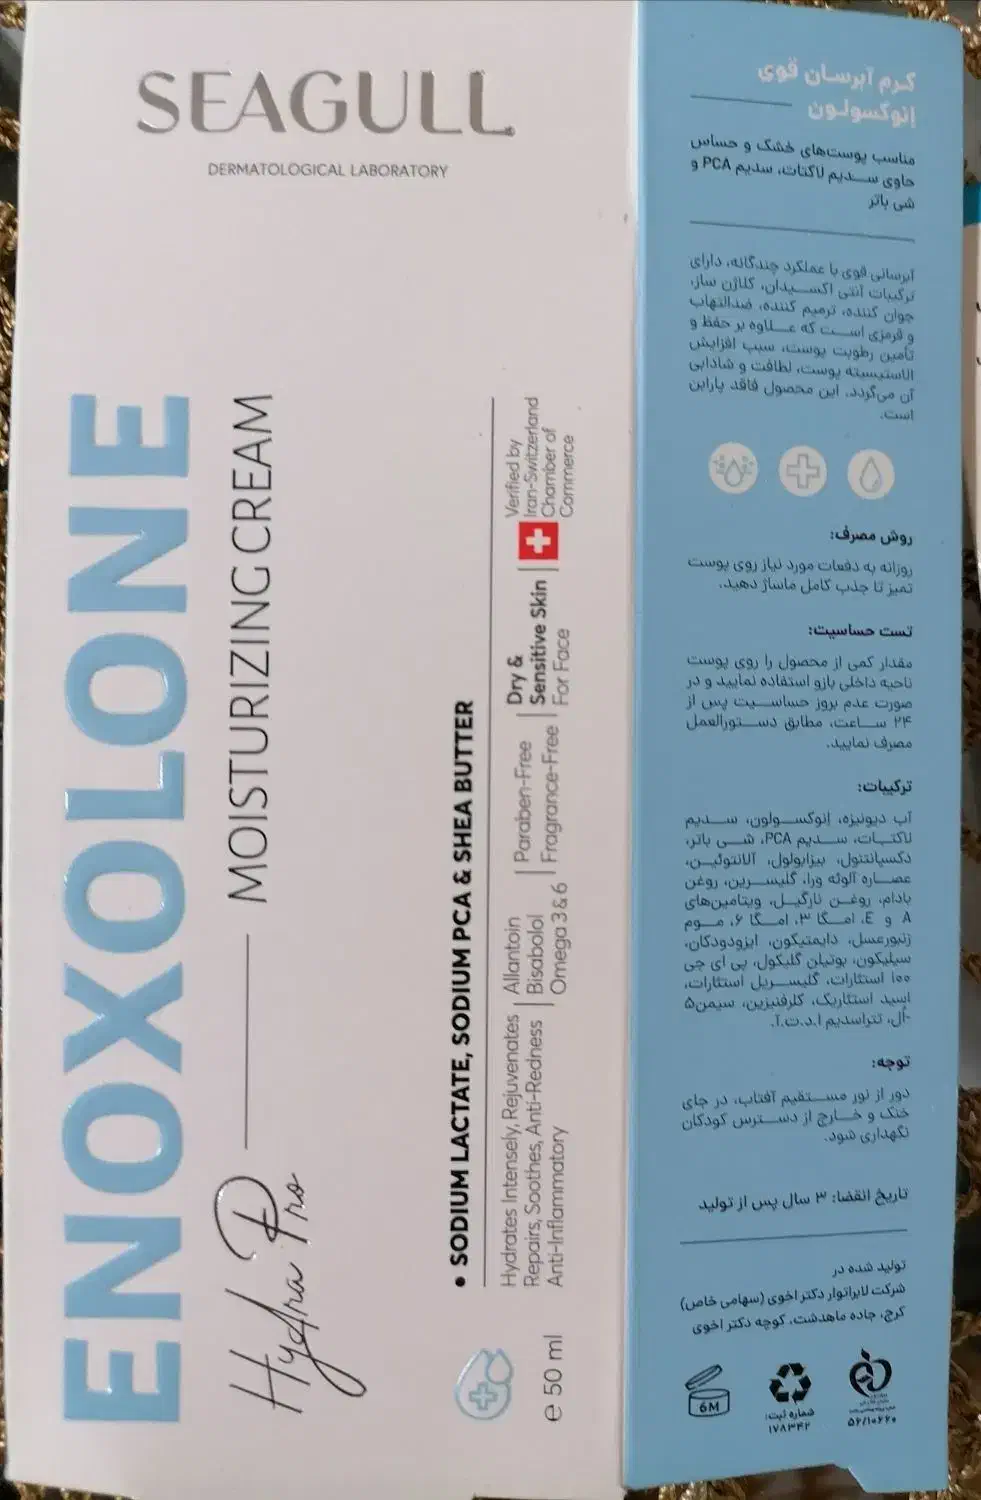 SEAGULL
DERMATOLOGICAL LABORATORY
ENOXOLONE
Hydra Pro
MOISTURIZING CREAM
• SODIUM LACTATE, SODIUM PCA & SHEA BUTTER
Hydrates Intensely, Rejuvenates
Repairs, Soothes, Anti-Redness
Anti-Inflammatory
Allantoin
Bisabolol
Omega 3 & 6
Paraben-Free
Fragrance-Free
Dry &
Sensitive Skin
For Face
Verified by
Iran-Switzerland
Chamber of
Commerce
e 50 ml
کرم آبرسان قوی
اِنوکسولون
مناسب پوست‌های خشک و حساس
حاوی سدیم لاکتات، سدیم PCA و
شی باتر
آبرسانی قوی با عملکرد چندگانه، دارای
ترکیبات آنتی اکسیدان، کلاژن ساز،
جوان کننده، ترمیم کننده، ضدالتهاب
و قرمزی است که علاوه بر حفظ و
تأمین رطوبت پوست، سبب افزایش
الاستیسیته پوست، لطافت و شادابی
آن می‌گردد. این محصول فاقد پارابن
است.
روش مصرف:
روزانه به دفعات مورد نیاز روی پوست
تمیز تا جذب کامل ماساژ دهید.
تست حساسیت:
مقدار کمی از محصول را روی پوست
ناحیه داخلی بازو استفاده نمایید و در
صورت عدم بروز حساسیت پس از
۲۴ ساعت، مطابق دستورالعمل
مصرف نمایید.
ترکیبات:
آب دیونیزه، اِنوکسولون، سدیم
لاکتات، سدیم PCA، شی باتر،
دکسپانتنول، بیزابولول، آلانتوئین،
عصاره آلوئه ورا، گلیسرین، روغن
بادام، روغن نارگیل، ویتامین‌های
A و E، امگا ۳، امگا ۶، موم
زنبورعسل، دایمتیکون، ایزودودکان،
سیلیکون، بوتیلن گلیکول، پی ای جی
۱۰۰ استئارات، گلیسریل استئارات،
اسید استئاریک، کلرفنیزین، سیمن۵
-اُل، تتراسدیم ا.د.ت.آ.
توجه:
دور از نور مستقیم آفتاب، در جای
خنک و خارج از دسترس کودکان
نگهداری شود.
تاریخ انقضا: ۳ سال پس از تولید
تولید شده در
شرکت لابراتوار دکتر اخوی (سهامی خاص)
کرج، جاده ماهدشت، کوچه دکتر اخوی
6M
شماره ثبت:
۱۷۸۳۴۲
۵۶/۱۰۶۶۰